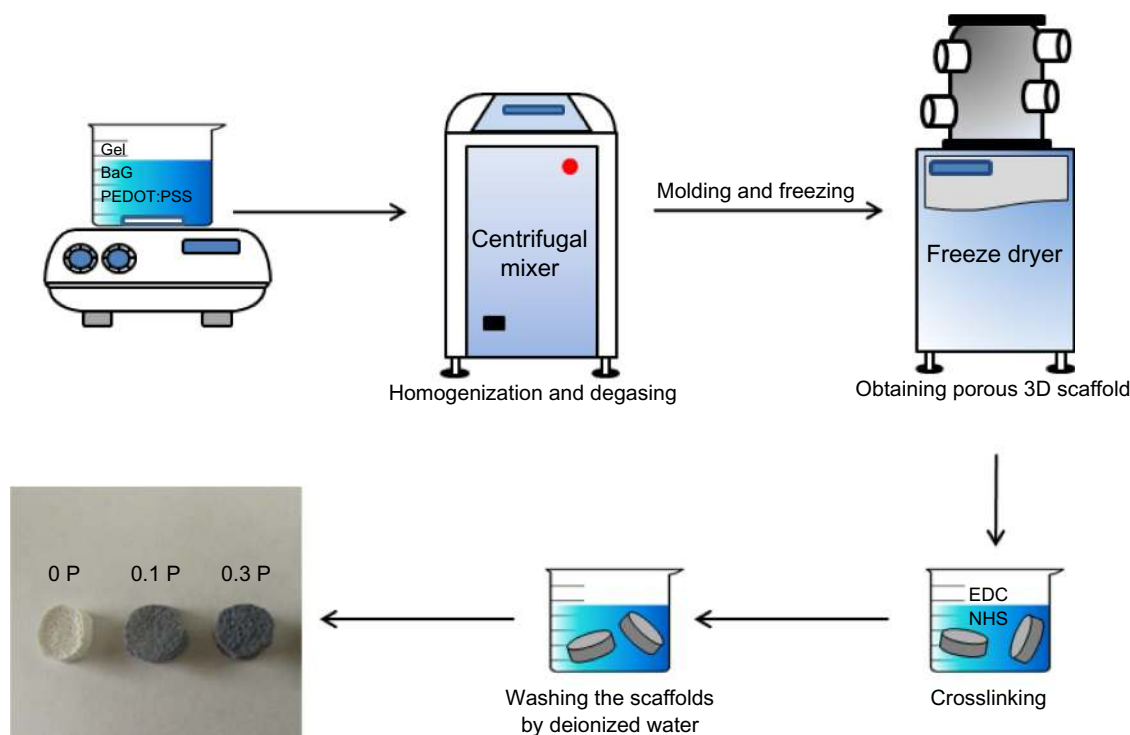 Gel
BaG
PEDOT:PSS
Centrifugal
mixer
Homogenization and degasing
Molding and freezing
Freeze dryer
Obtaining porous 3D scaffold
EDC
NHS
Crosslinking
Washing the scaffolds
by deionized water
0 P 0.1 P 0.3 P